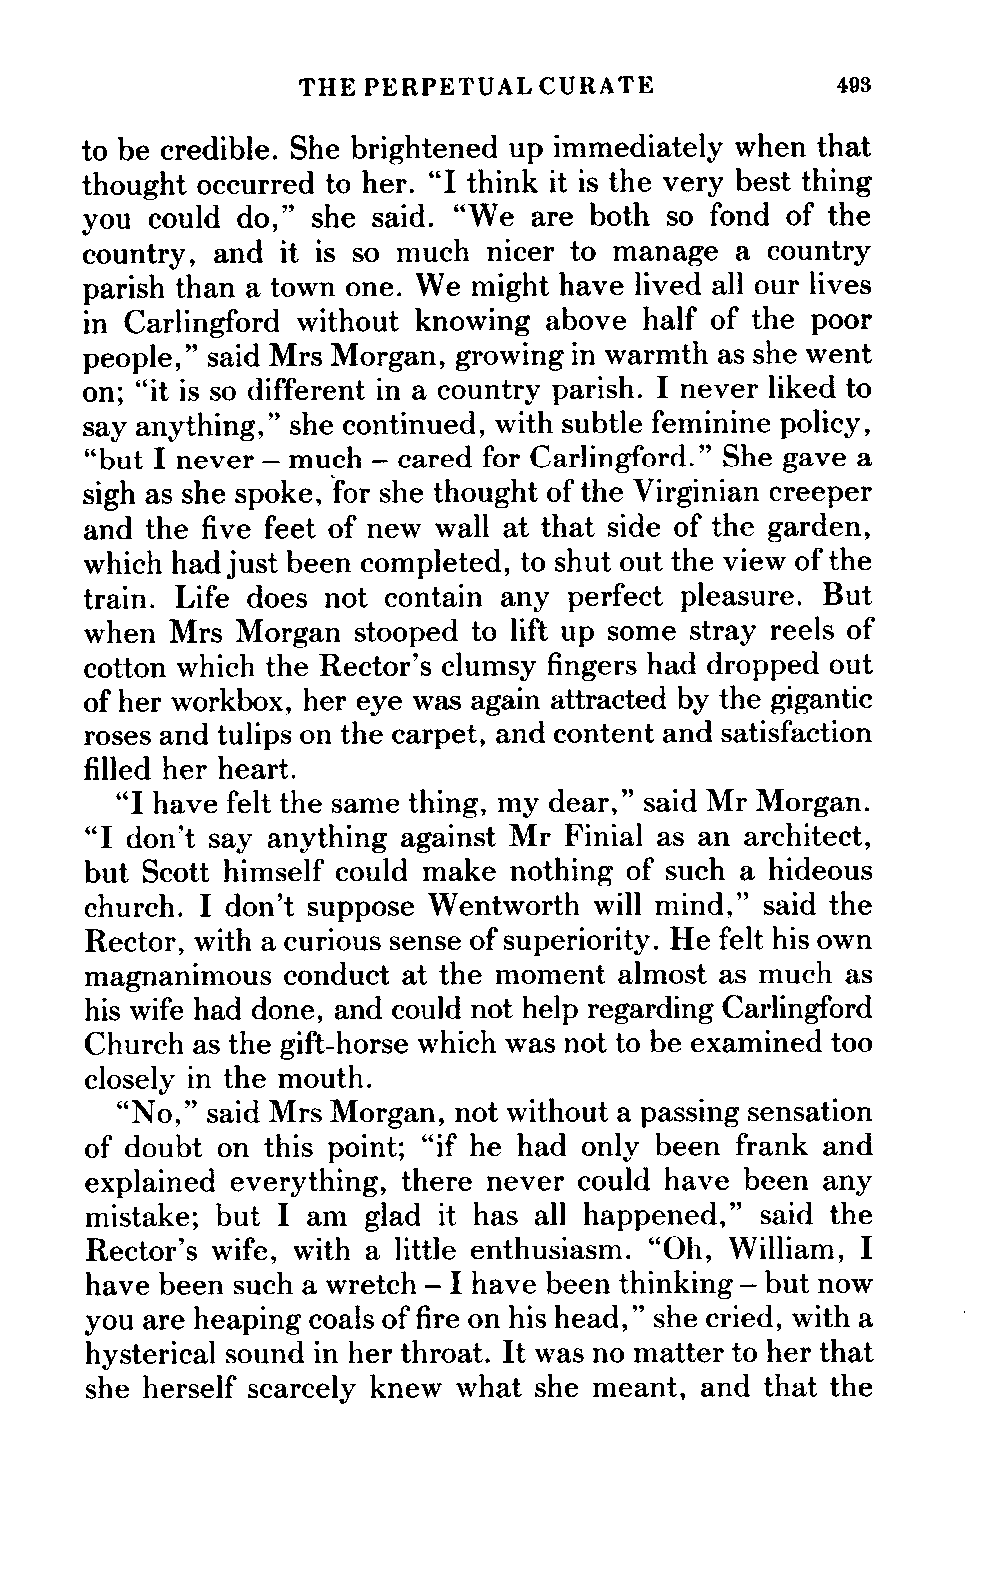 THE PERPETUAL CURATE 493
to be credible. She brightened up immediately when that
thought occurred to her. “I think it is the very best thing
you could do,” she said. “We are both so fond of the
country, and it is so much nicer to manage a country
parish than a town one. We might have lived all our lives
in Carlingford without knowing above half of the poor
people,” said Mrs Morgan, growing in warmth as she went
on; “it is so different in a country parish. I never liked to
say anything,” she continued, with subtle feminine policy,
“but I never – much – cared for Carlingford.” She gave a
sigh as she spoke, for she thought of the Virginian creeper
and the five feet of new wall at that side of the garden,
which had just been completed, to shut out the view of the
train. Life does not contain any perfect pleasure. But
when Mrs Morgan stooped to lift up some stray reels of
cotton which the Rector’s clumsy fingers had dropped out
of her workbox, her eye was again attracted by the gigantic
roses and tulips on the carpet, and content and satisfaction
filled her heart.
“I have felt the same thing, my dear,” said Mr Morgan.
“I don’t say anything against Mr Finial as an architect,
but Scott himself could make nothing of such a hideous
church. I don’t suppose Wentworth will mind,” said the
Rector, with a curious sense of superiority. He felt his own
magnanimous conduct at the moment almost as much as
his wife had done, and could not help regarding Carlingford
Church as the gift-horse which was not to be examined too
closely in the mouth.
“No,” said Mrs Morgan, not without a passing sensation
of doubt on this point; “if he had only been frank and
explained everything, there never could have been any
mistake; but I am glad it has all happened,” said the
Rector’s wife, with a little enthusiasm. “Oh, William, I
have been such a wretch – I have been thinking – but now
you are heaping coals of fire on his head,” she cried, with a
hysterical sound in her throat. It was no matter to her that
she herself scarcely knew what she meant, and that the